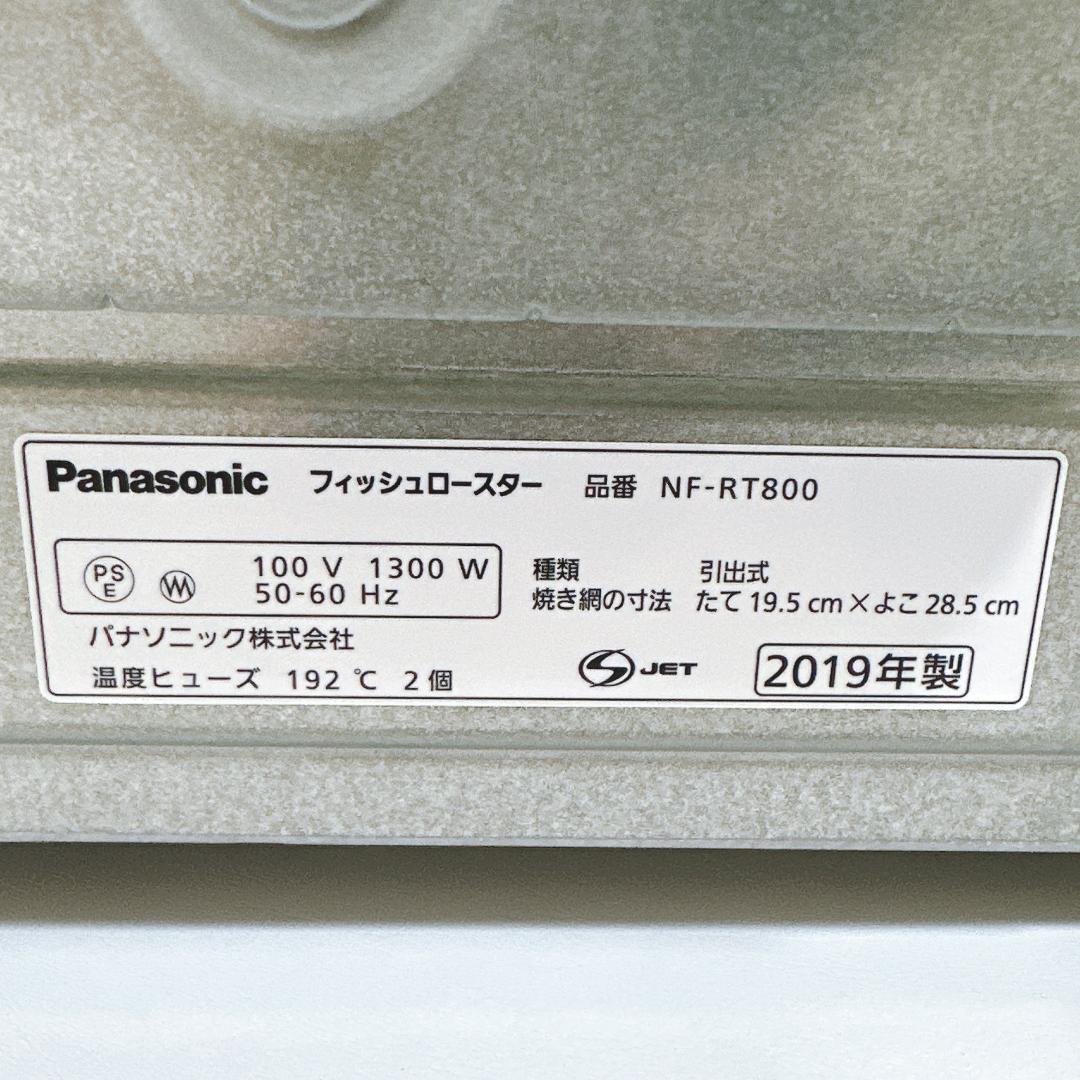 Panasonic フィッシュロースター 品番 NF-RT800
PS E 100 V 1300 W
50-60 Hz
種類 引出式
焼き網の寸法 たて 19.5 cm×よこ 28.5 cm
パナソニック株式会社
温度ヒューズ 192 ℃ 2 個
S JET 2019年製